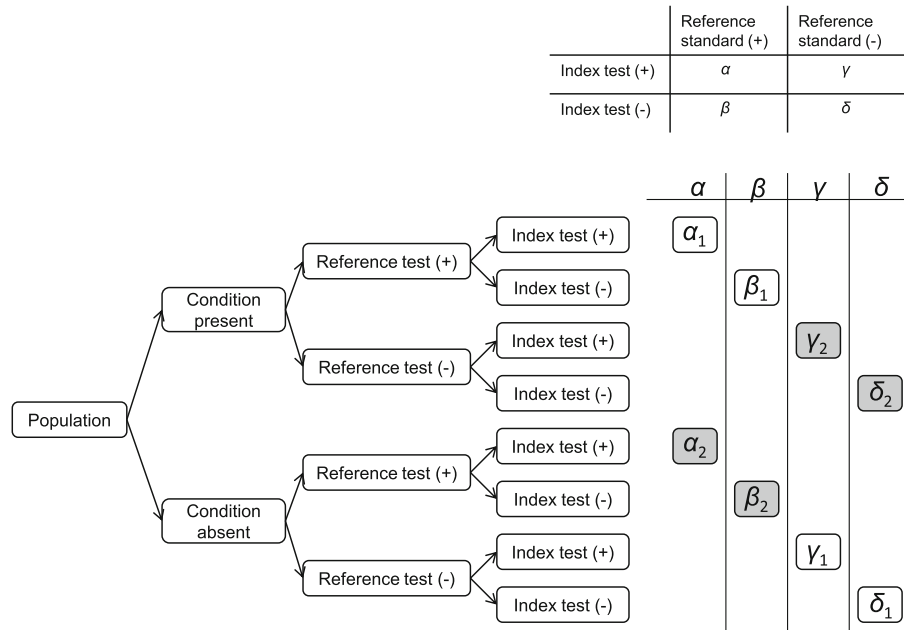 Reference standard (+)
Reference standard (-)
Index test (+) α γ
Index test (-) β δ
α β γ δ
Index test (+) α1
Reference test (+)
Index test (-) β1
Condition present
Index test (+) γ2
Reference test (-)
Index test (-) δ2
Population
Index test (+) α2
Reference test (+)
Index test (-) β2
Condition absent
Index test (+) γ1
Reference test (-)
Index test (-) δ1